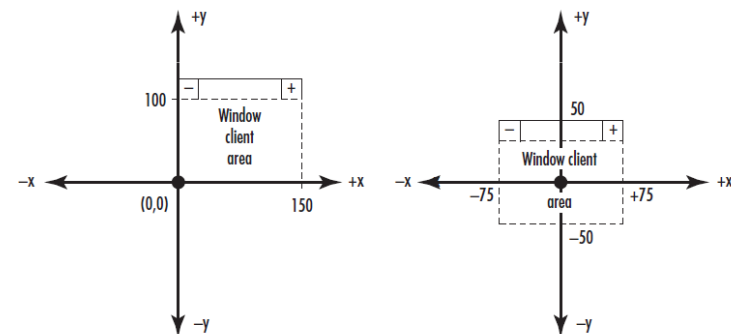 +y
− +
100
Window
client
area
−x +x
(0,0)
150
−y
+y
50
− +
Window client
−x +x
−75 +75
area
−50
−y